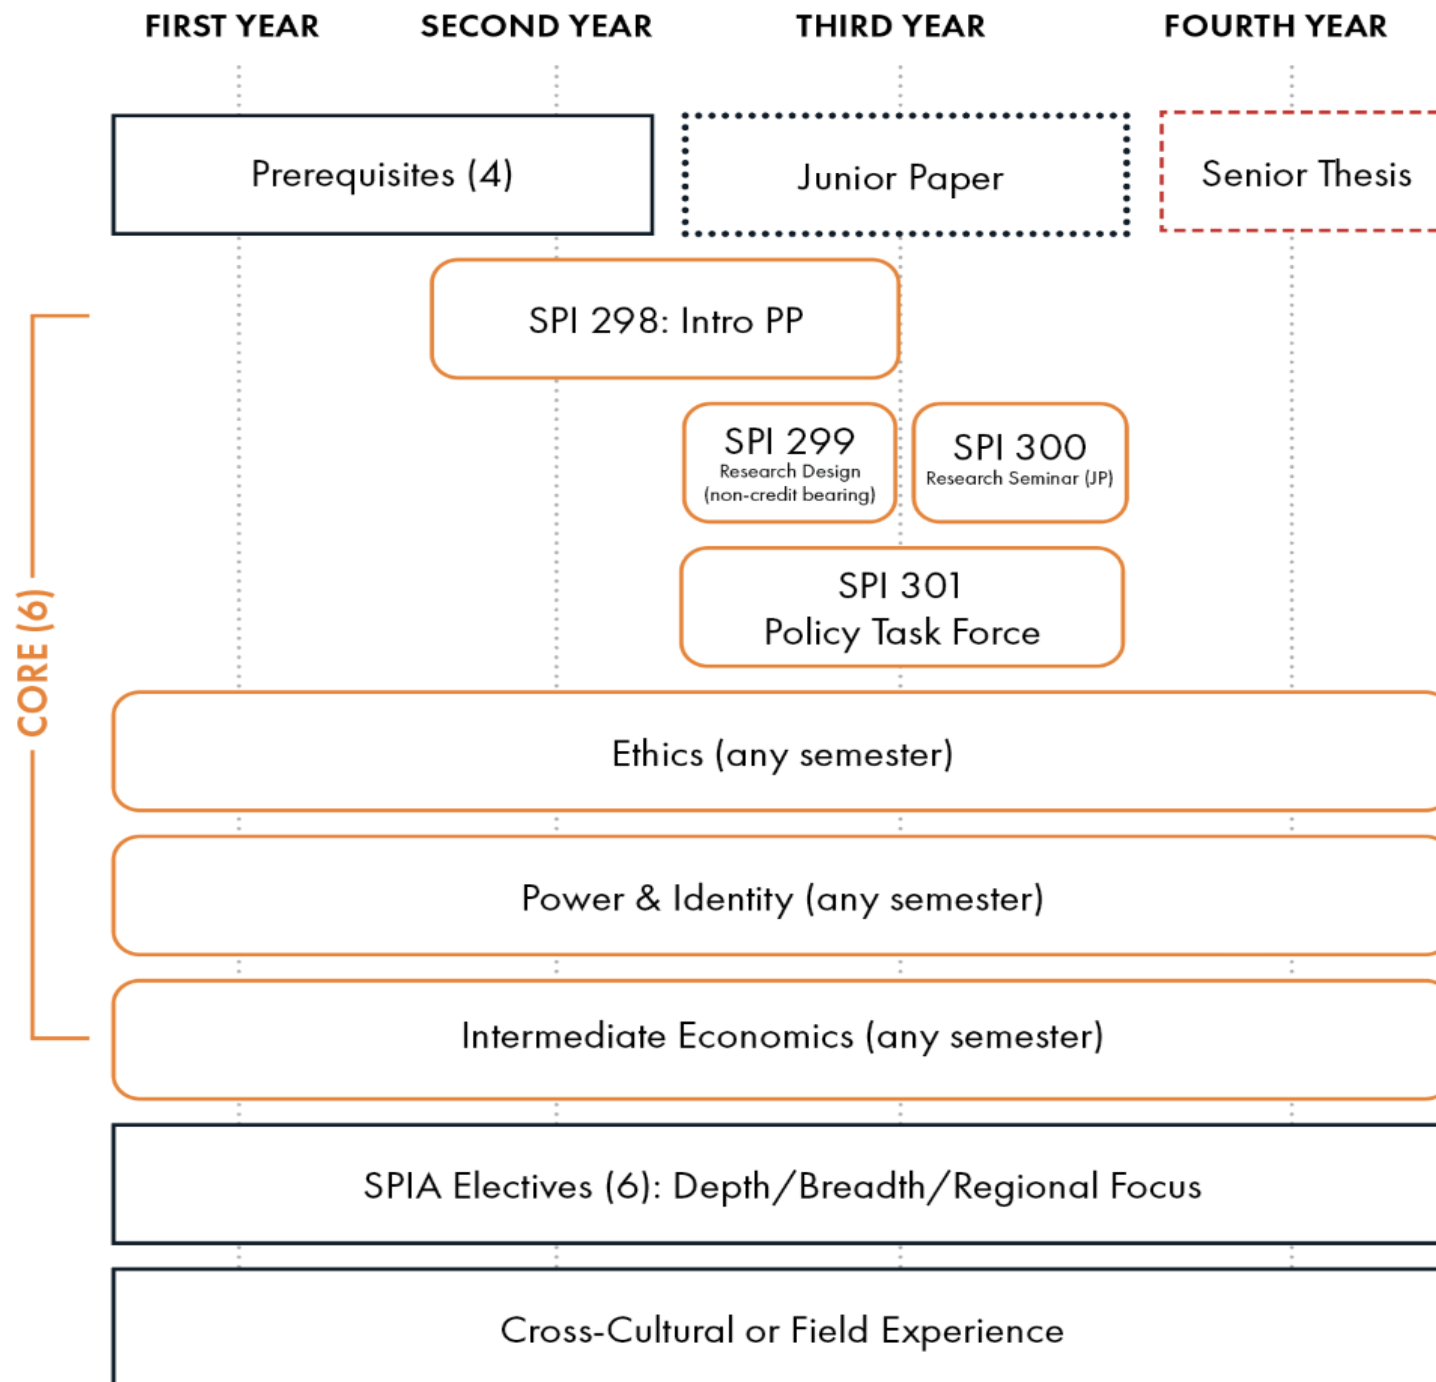 FIRST YEAR
SECOND YEAR
THIRD YEAR
FOURTH YEAR
Prerequisites (4)
Junior Paper
Senior Thesis
SPI 298: Intro PP
SPI 299
Research Design
(non-credit bearing)
SPI 300
Research Seminar (JP)
SPI 301
Policy Task Force
CORE (6)
Ethics (any semester)
Power & Identity (any semester)
Intermediate Economics (any semester)
SPIA Electives (6): Depth/Breadth/Regional Focus
Cross-Cultural or Field Experience